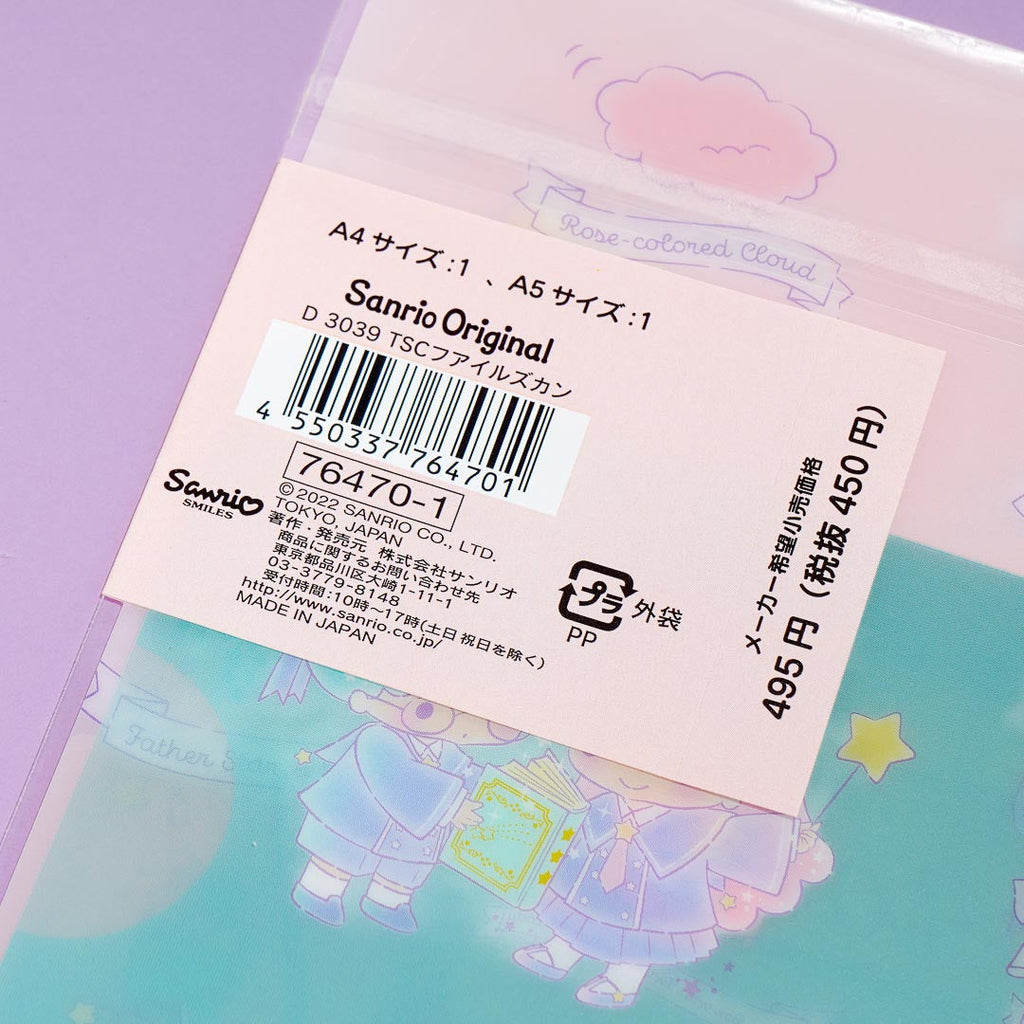 Rose-colored Cloud
A4 サイズ:1 、A5 サイズ:1
Sanrio Original
D 3039 TSCフアイルズカン
4 550337 764701
76470-1
Sanrio
SMILES
©2022 SANRIO CO., LTD.
TOKYO, JAPAN
著作・発売元 株式会社サンリオ
商品に関するお問い合わせ先
東京都品川区大崎1-11-1
03-3779-8148
受付時間:10時~17時(土日祝日を除く)
http://www.sanrio.co.jp/
MADE IN JAPAN
プラ
外袋
PP
メーカー希望小売価格
495 円 (税抜 450 円)
Father